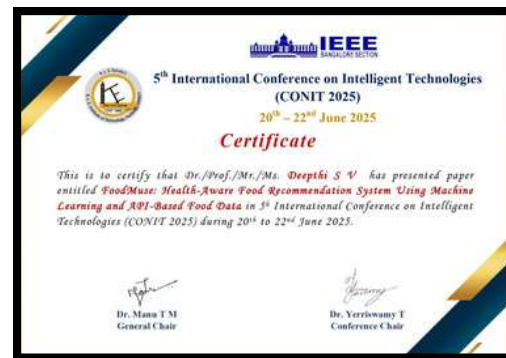 IEEE
BANGALORE SECTION
5th International Conference on Intelligent Technologies
(CONIT 2025)
20th – 22nd June 2025
Certificate
This is to certify that Dr./Prof./Mr./Ms. Deepthi S V has presented paper
entitled FoodMuse: Health-Aware Food Recommendation System Using Machine
Learning and API-Based Food Data in 5th International Conference on Intelligent
Technologies (CONIT 2025) during 20th to 22nd June 2025.
Dr. Manu T M
General Chair
Dr. Yerriswamy T
Conference Chair